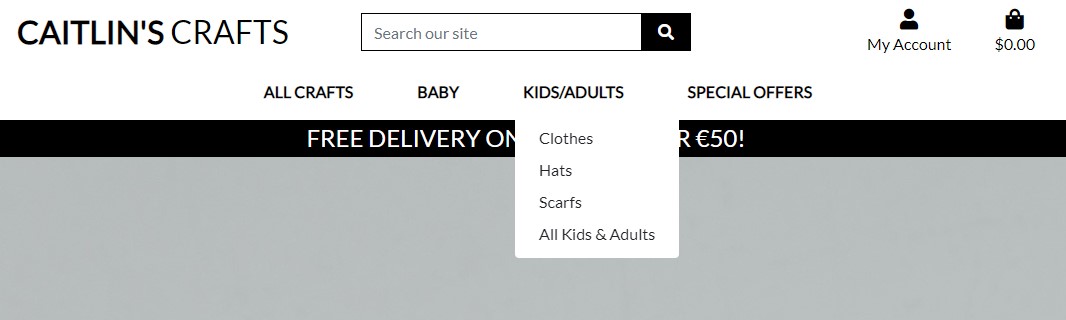 CAITLIN'S CRAFTS
Search our site
My Account
$0.00
ALL CRAFTS
BABY
KIDS/ADULTS
SPECIAL OFFERS
FREE DELIVERY ON
R €50!
Clothes
Hats
Scarfs
All Kids & Adults